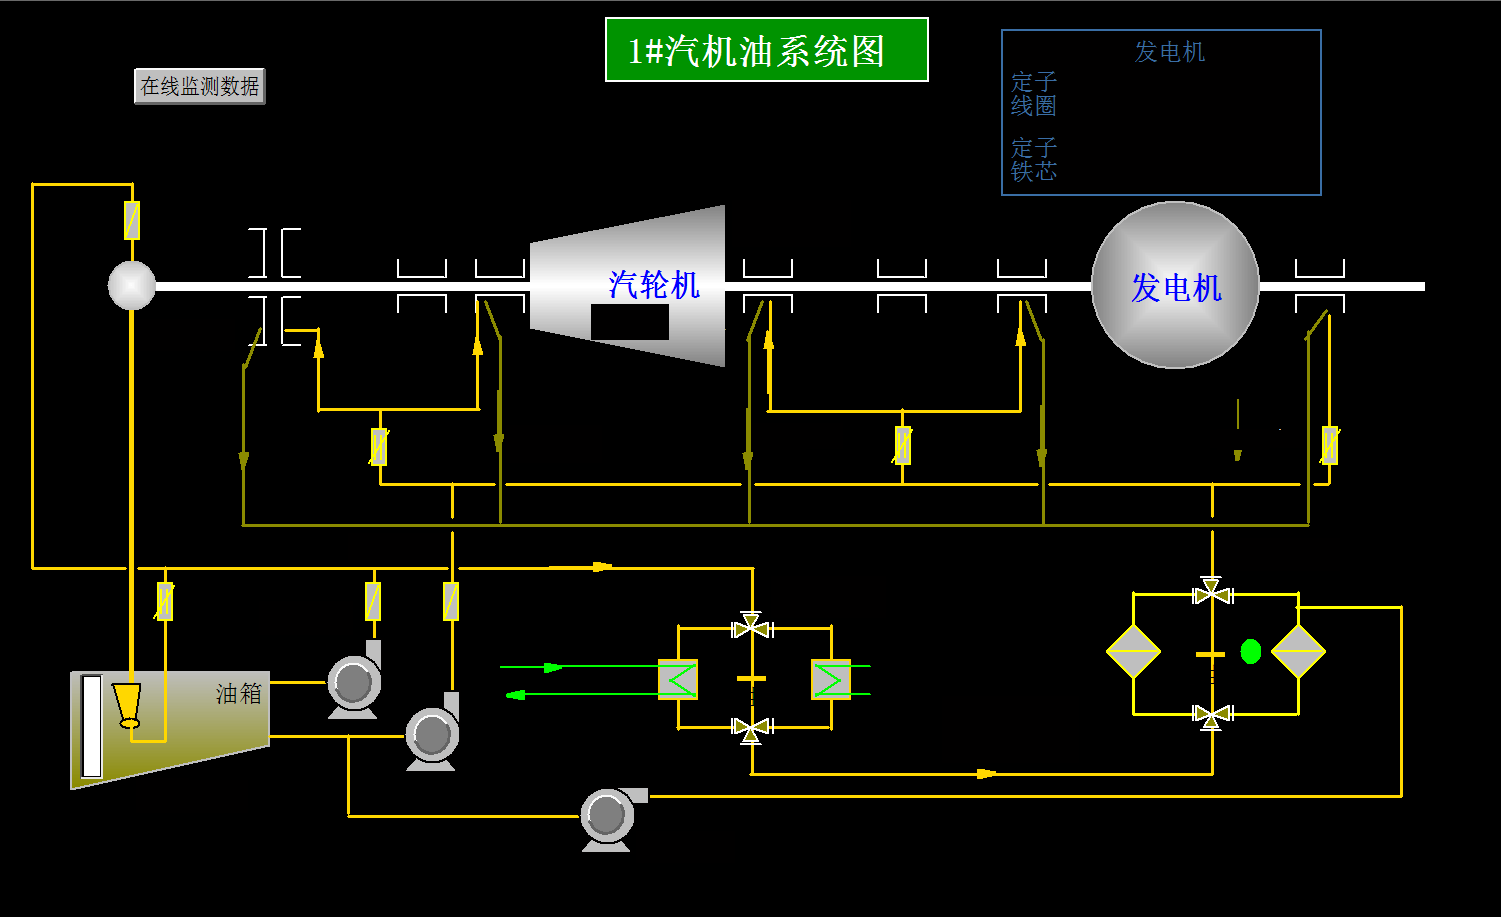 1#汽机油系统图
在线监测数据
发电机
定子
线圈
定子
铁芯
汽轮机
发电机
油箱